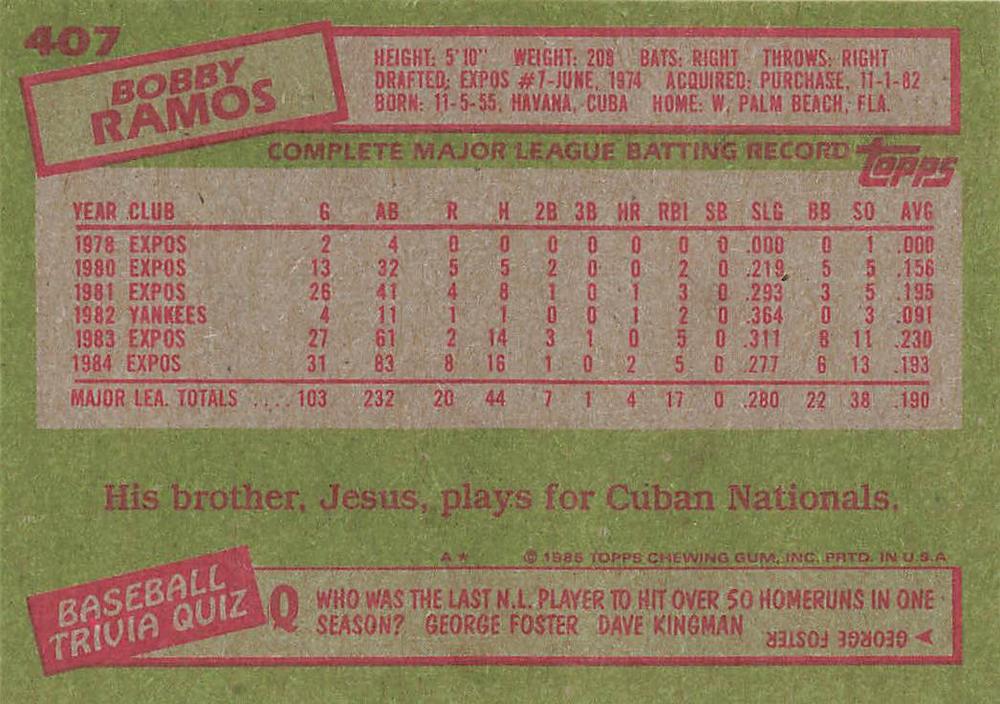 407
BOBBY
RAMOS
HEIGHT: 5'10" WEIGHT: 208 BATS: RIGHT THROWS: RIGHT
DRAFTED: EXPOS #7-JUNE, 1974 ACQUIRED: PURCHASE, 11-1-82
BORN: 11-5-55, HAVANA, CUBA HOME: W. PALM BEACH, FLA.
COMPLETE MAJOR LEAGUE BATTING RECORD
Topps
YEAR CLUB G AB R H 2B 3B HR RBI SB SLG BB SO AVG
1978 EXPOS 2 4 0 0 0 0 0 0 0 .000 0 1 .000
1980 EXPOS 13 32 5 5 2 0 0 2 0 .219 5 5 .156
1981 EXPOS 26 41 4 8 1 0 1 3 0 .293 3 5 .195
1982 YANKEES 4 11 1 1 0 0 1 2 0 .364 0 3 .091
1983 EXPOS 27 61 2 14 3 1 0 5 0 .311 8 11 .230
1984 EXPOS 31 83 8 16 1 0 2 5 0 .277 6 13 .193
MAJOR LEA. TOTALS .... 103 232 20 44 7 1 4 17 0 .280 22 38 .190
His brother, Jesus, plays for Cuban Nationals.
A* © 1985 TOPPS CHEWING GUM, INC. PRTD. IN U.S.A
BASEBALL
TRIVIA QUIZ
Q WHO WAS THE LAST N.L. PLAYER TO HIT OVER 50 HOMERUNS IN ONE
SEASON? GEORGE FOSTER DAVE KINGMAN
GEORGE FOSTER